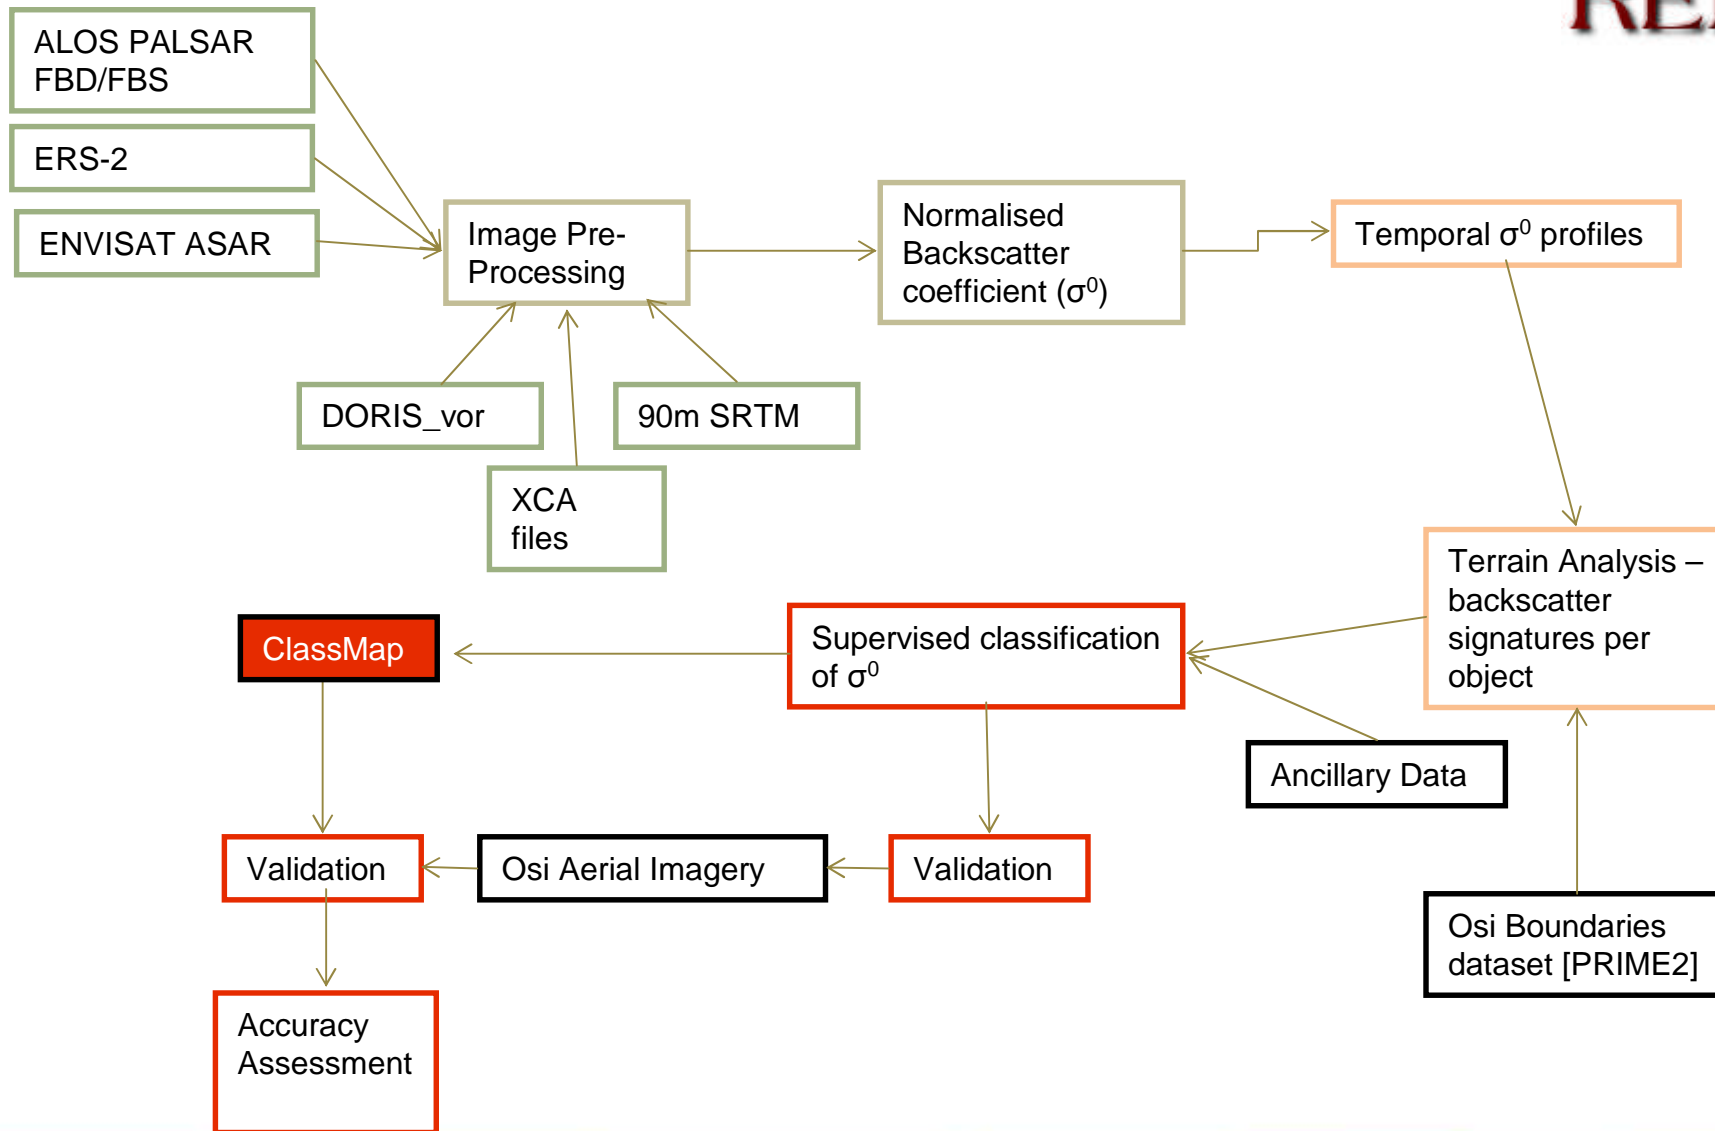 ALOS PALSAR
FBD/FBS
ERS-2
ENVISAT ASAR
Image Pre-
Processing
Normalised
Backscatter
coefficient (σ⁰)
Temporal σ⁰ profiles
DORIS_vor
90m SRTM
XCA
files
Terrain Analysis –
backscatter
signatures per
object
Supervised classification
of σ⁰
ClassMap
Ancillary Data
Validation
Osi Aerial Imagery
Validation
Osi Boundaries
dataset [PRIME2]
Accuracy
Assessment